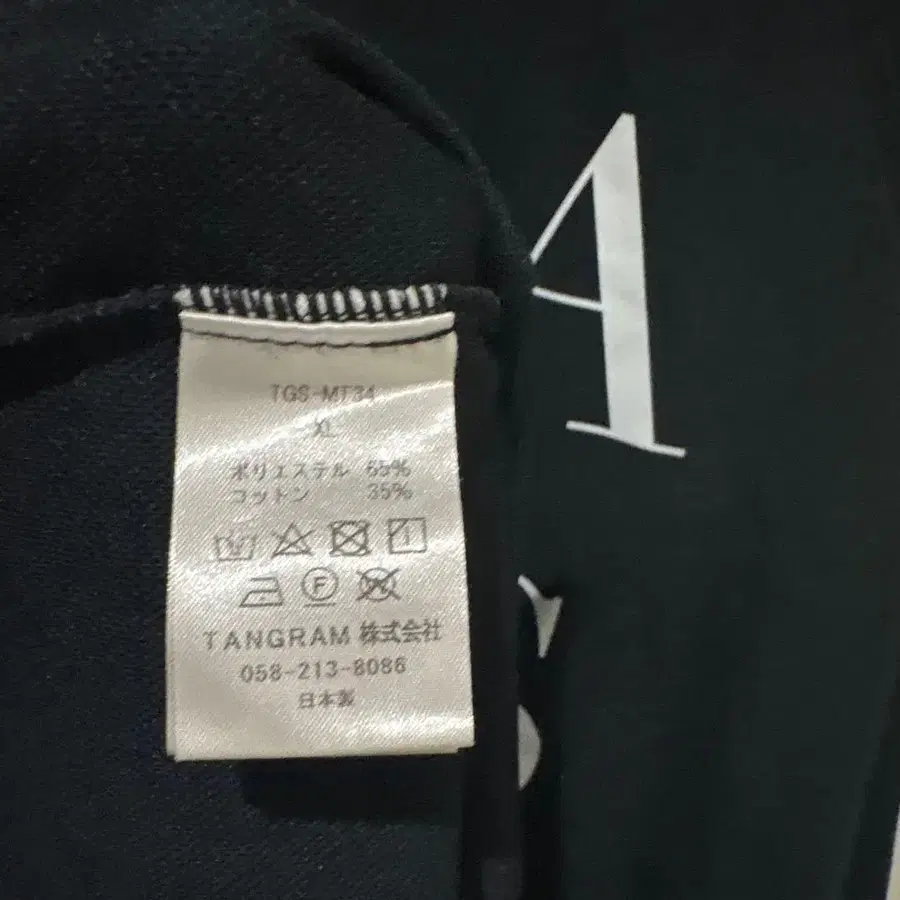 TGS-MT34
XL
ポリエステル 65%
コットン 35%
F
W
TANGRAM 株式会社
058-213-8086
日本製
A